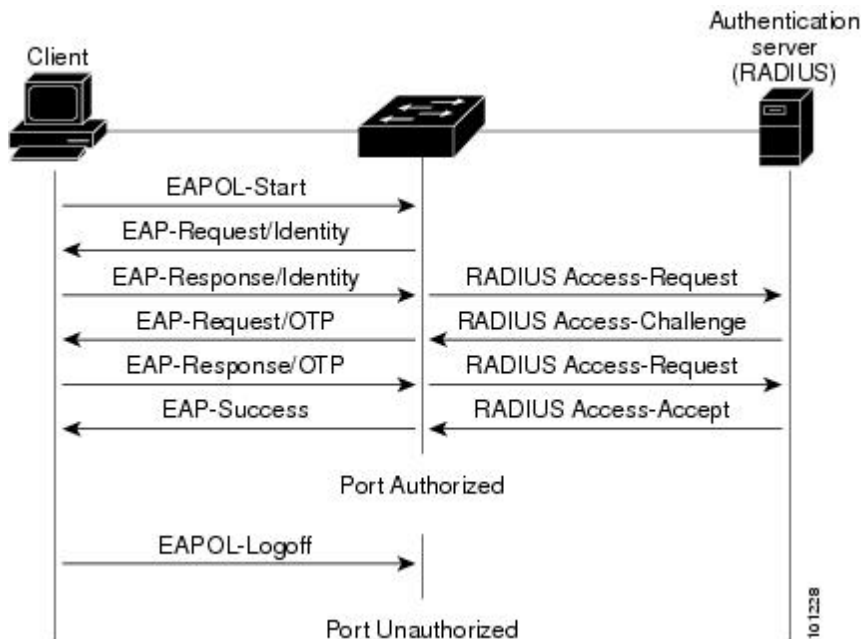 Authentication
server
(RADIUS)
Client
EAPOL-Start
EAP-Request/Identity
EAP-Response/Identity
RADIUS Access-Request
EAP-Request/OTP
RADIUS Access-Challenge
EAP-Response/OTP
RADIUS Access-Request
EAP-Success
RADIUS Access-Accept
Port Authorized
EAPOL-Logoff
Port Unauthorized
101228